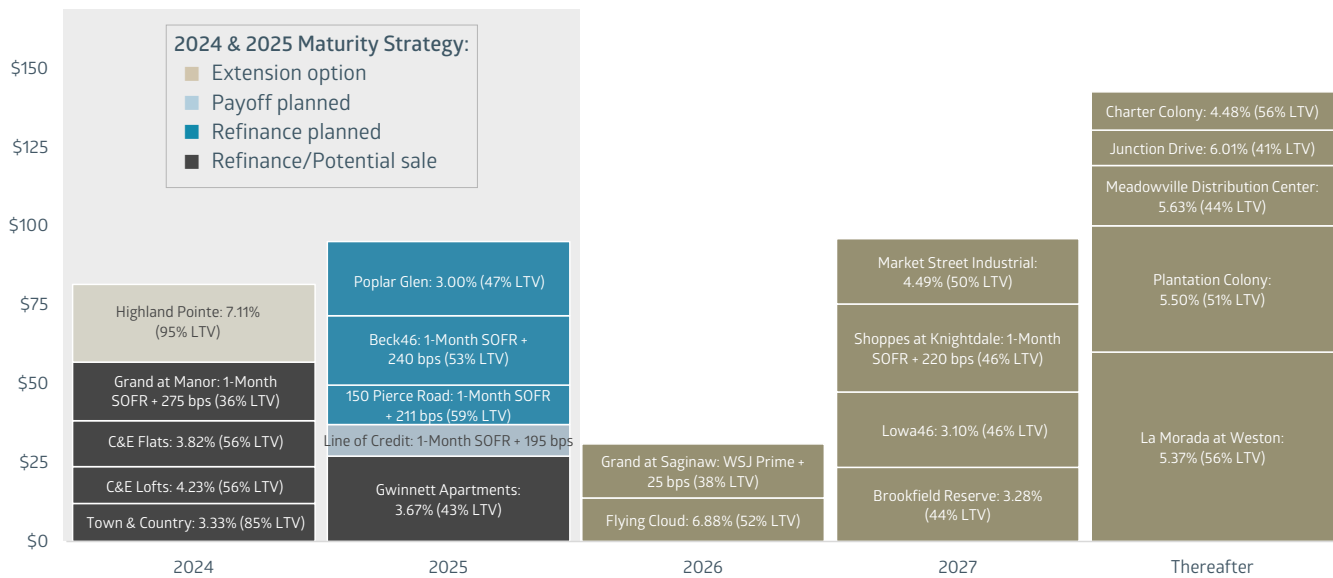 2024 & 2025 Maturity Strategy:
Extension option
Payoff planned
Refinance planned
Refinance/Potential sale
$150
$125
$100
$75
$50
$25
$0
Highland Pointe: 7.11%
(95% LTV)
Grand at Manor: 1-Month
SOFR + 275 bps (36% LTV)
C&E Flats: 3.82% (56% LTV)
C&E Lofts: 4.23% (56% LTV)
Town & Country: 3.33% (85% LTV)
Poplar Glen: 3.00% (47% LTV)
Beck46: 1-Month SOFR +
240 bps (53% LTV)
150 Pierce Road: 1-Month SOFR
+ 211 bps (59% LTV)
Line of Credit: 1-Month SOFR + 195 bps
Gwinnett Apartments:
3.67% (43% LTV)
Grand at Saginaw: WSJ Prime +
25 bps (38% LTV)
Flying Cloud: 6.88% (52% LTV)
Market Street Industrial:
4.49% (50% LTV)
Shoppes at Knightdale: 1-Month
SOFR + 220 bps (46% LTV)
Lowa46: 3.10% (46% LTV)
Brookfield Reserve: 3.28%
(44% LTV)
Charter Colony: 4.48% (56% LTV)
Junction Drive: 6.01% (41% LTV)
Meadowville Distribution Center:
5.63% (44% LTV)
Plantation Colony:
5.50% (51% LTV)
La Morada at Weston:
5.37% (56% LTV)
2024
2025
2026
2027
Thereafter